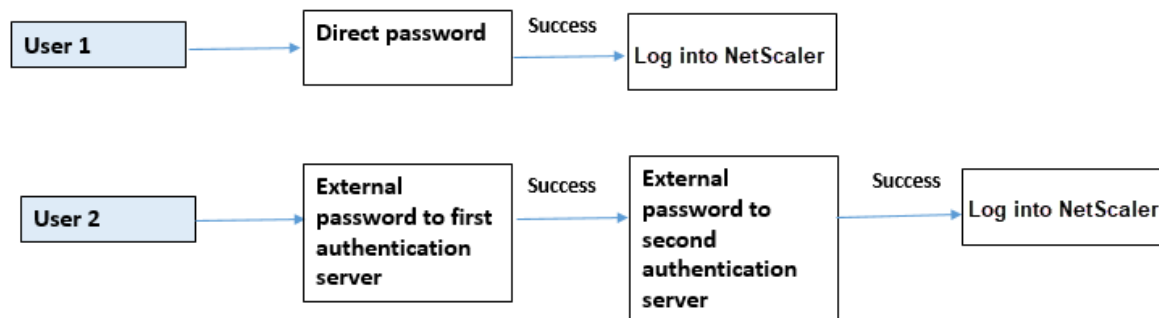 User 1
Direct password
Success
Log into NetScaler
User 2
External
password to first
authentication
server
Success
External
password to
second
authentication
server
Success
Log into NetScaler